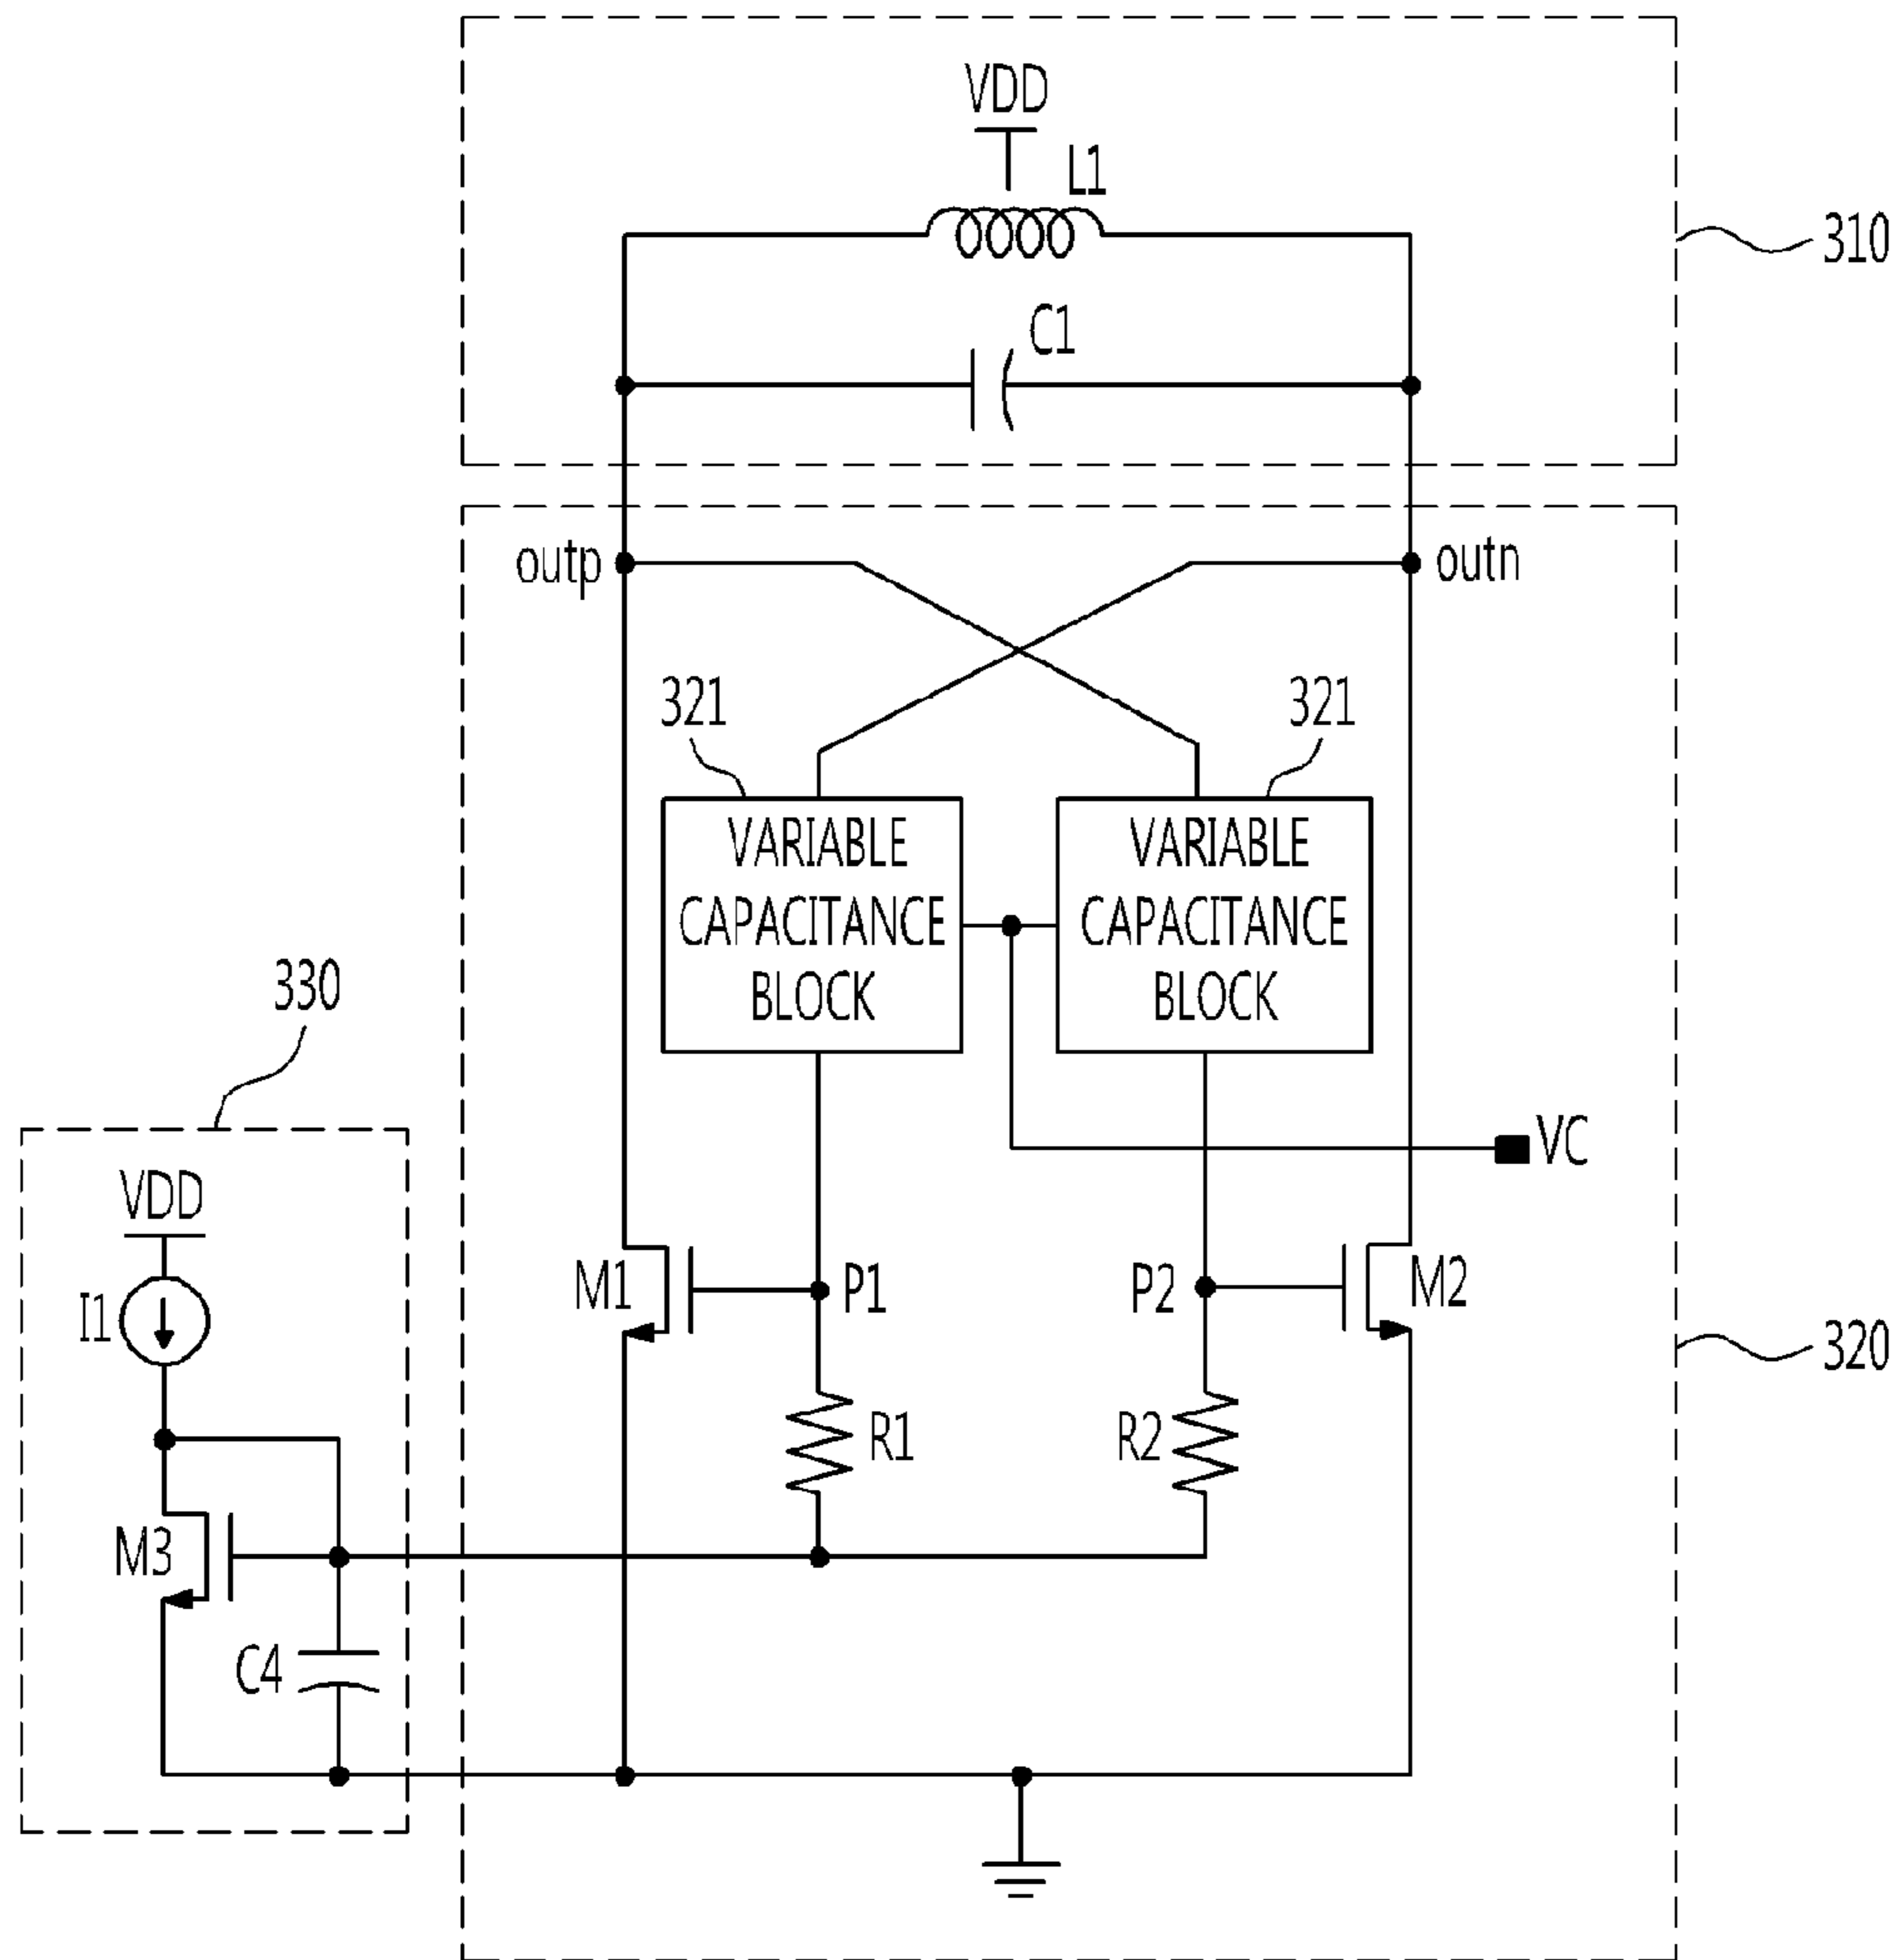 VDD
L1
310
C1
outp
outn
321
321
VARIABLE
CAPACITANCE
BLOCK
VARIABLE
CAPACITANCE
BLOCK
330
VC
VDD
I1
M1
P1
P2
M2
320
R1
R2
M3
C4